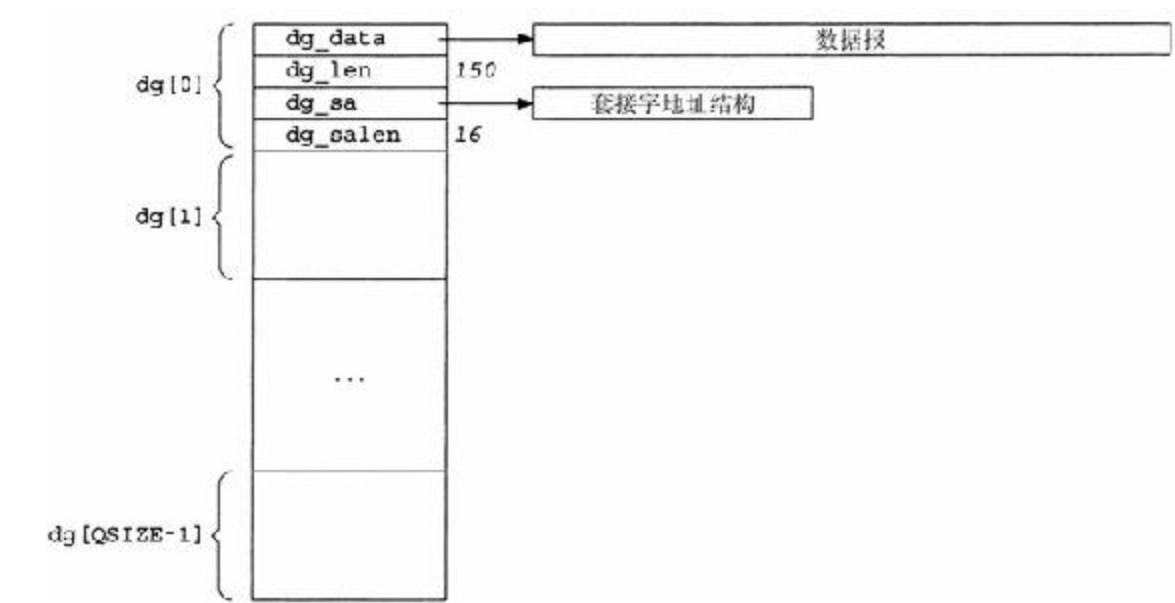 dg_data
数据报
dg_len
150
dg[0]
dg_sa
套接字地址结构
dg_salen
16
dg[1]
...
dg[QSIZE-1]